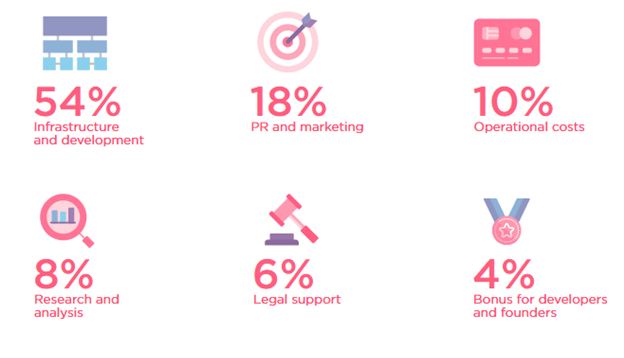 54%
Infrastructure
and development
18%
PR and marketing
10%
Operational costs
8%
Research and
analysis
6%
Legal support
4%
Bonus for developers
and founders